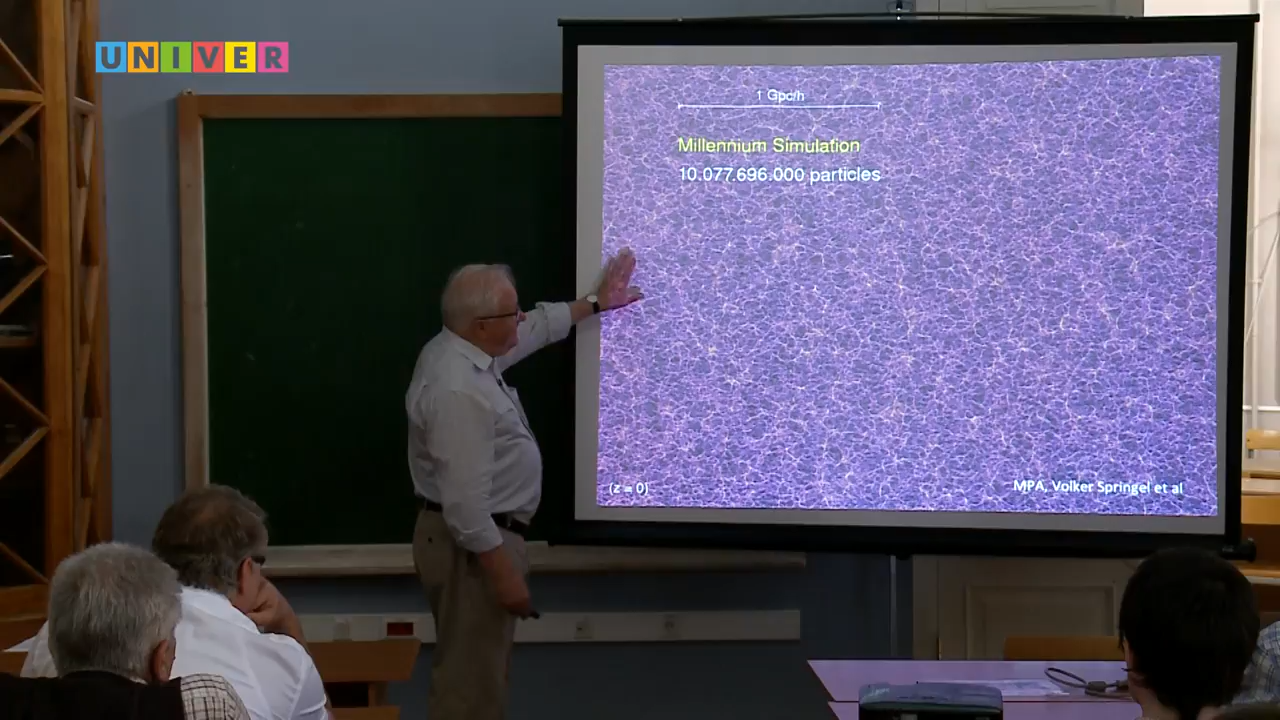 UNIVER
1 Gpc/h
Millennium Simulation
10.077.696.000 particles
(z = 0)
MPA, Volker Springel et al